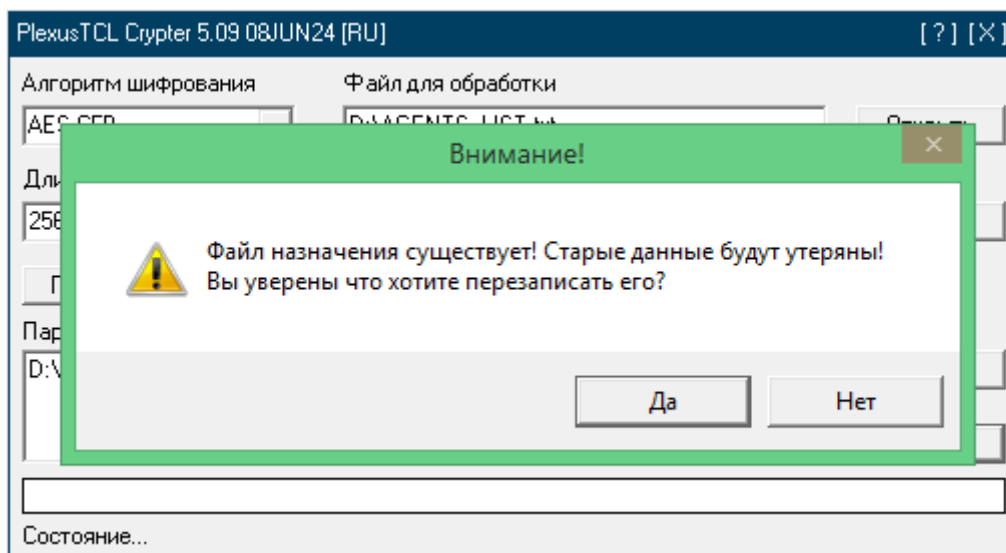 PlexusTCL Crypter 5.09 08JUN24 [RU] [ ? ] [X]
Алгоритм шифрования Файл для обработки
Внимание!
256
Файл назначения существует! Старые данные будут утеряны!
Вы уверены что хотите перезаписать его?
D:\
Да Нет
Состояние...